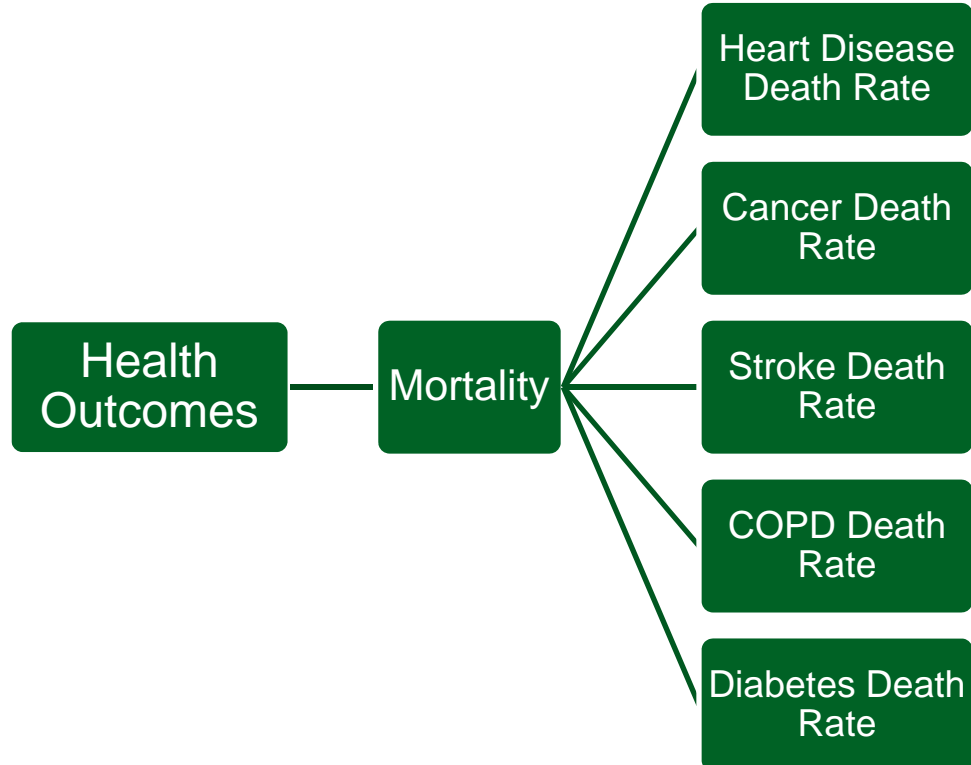 Health
Outcomes
Mortality
Heart Disease
Death Rate
Cancer Death
Rate
Stroke Death
Rate
COPD Death
Rate
Diabetes Death
Rate